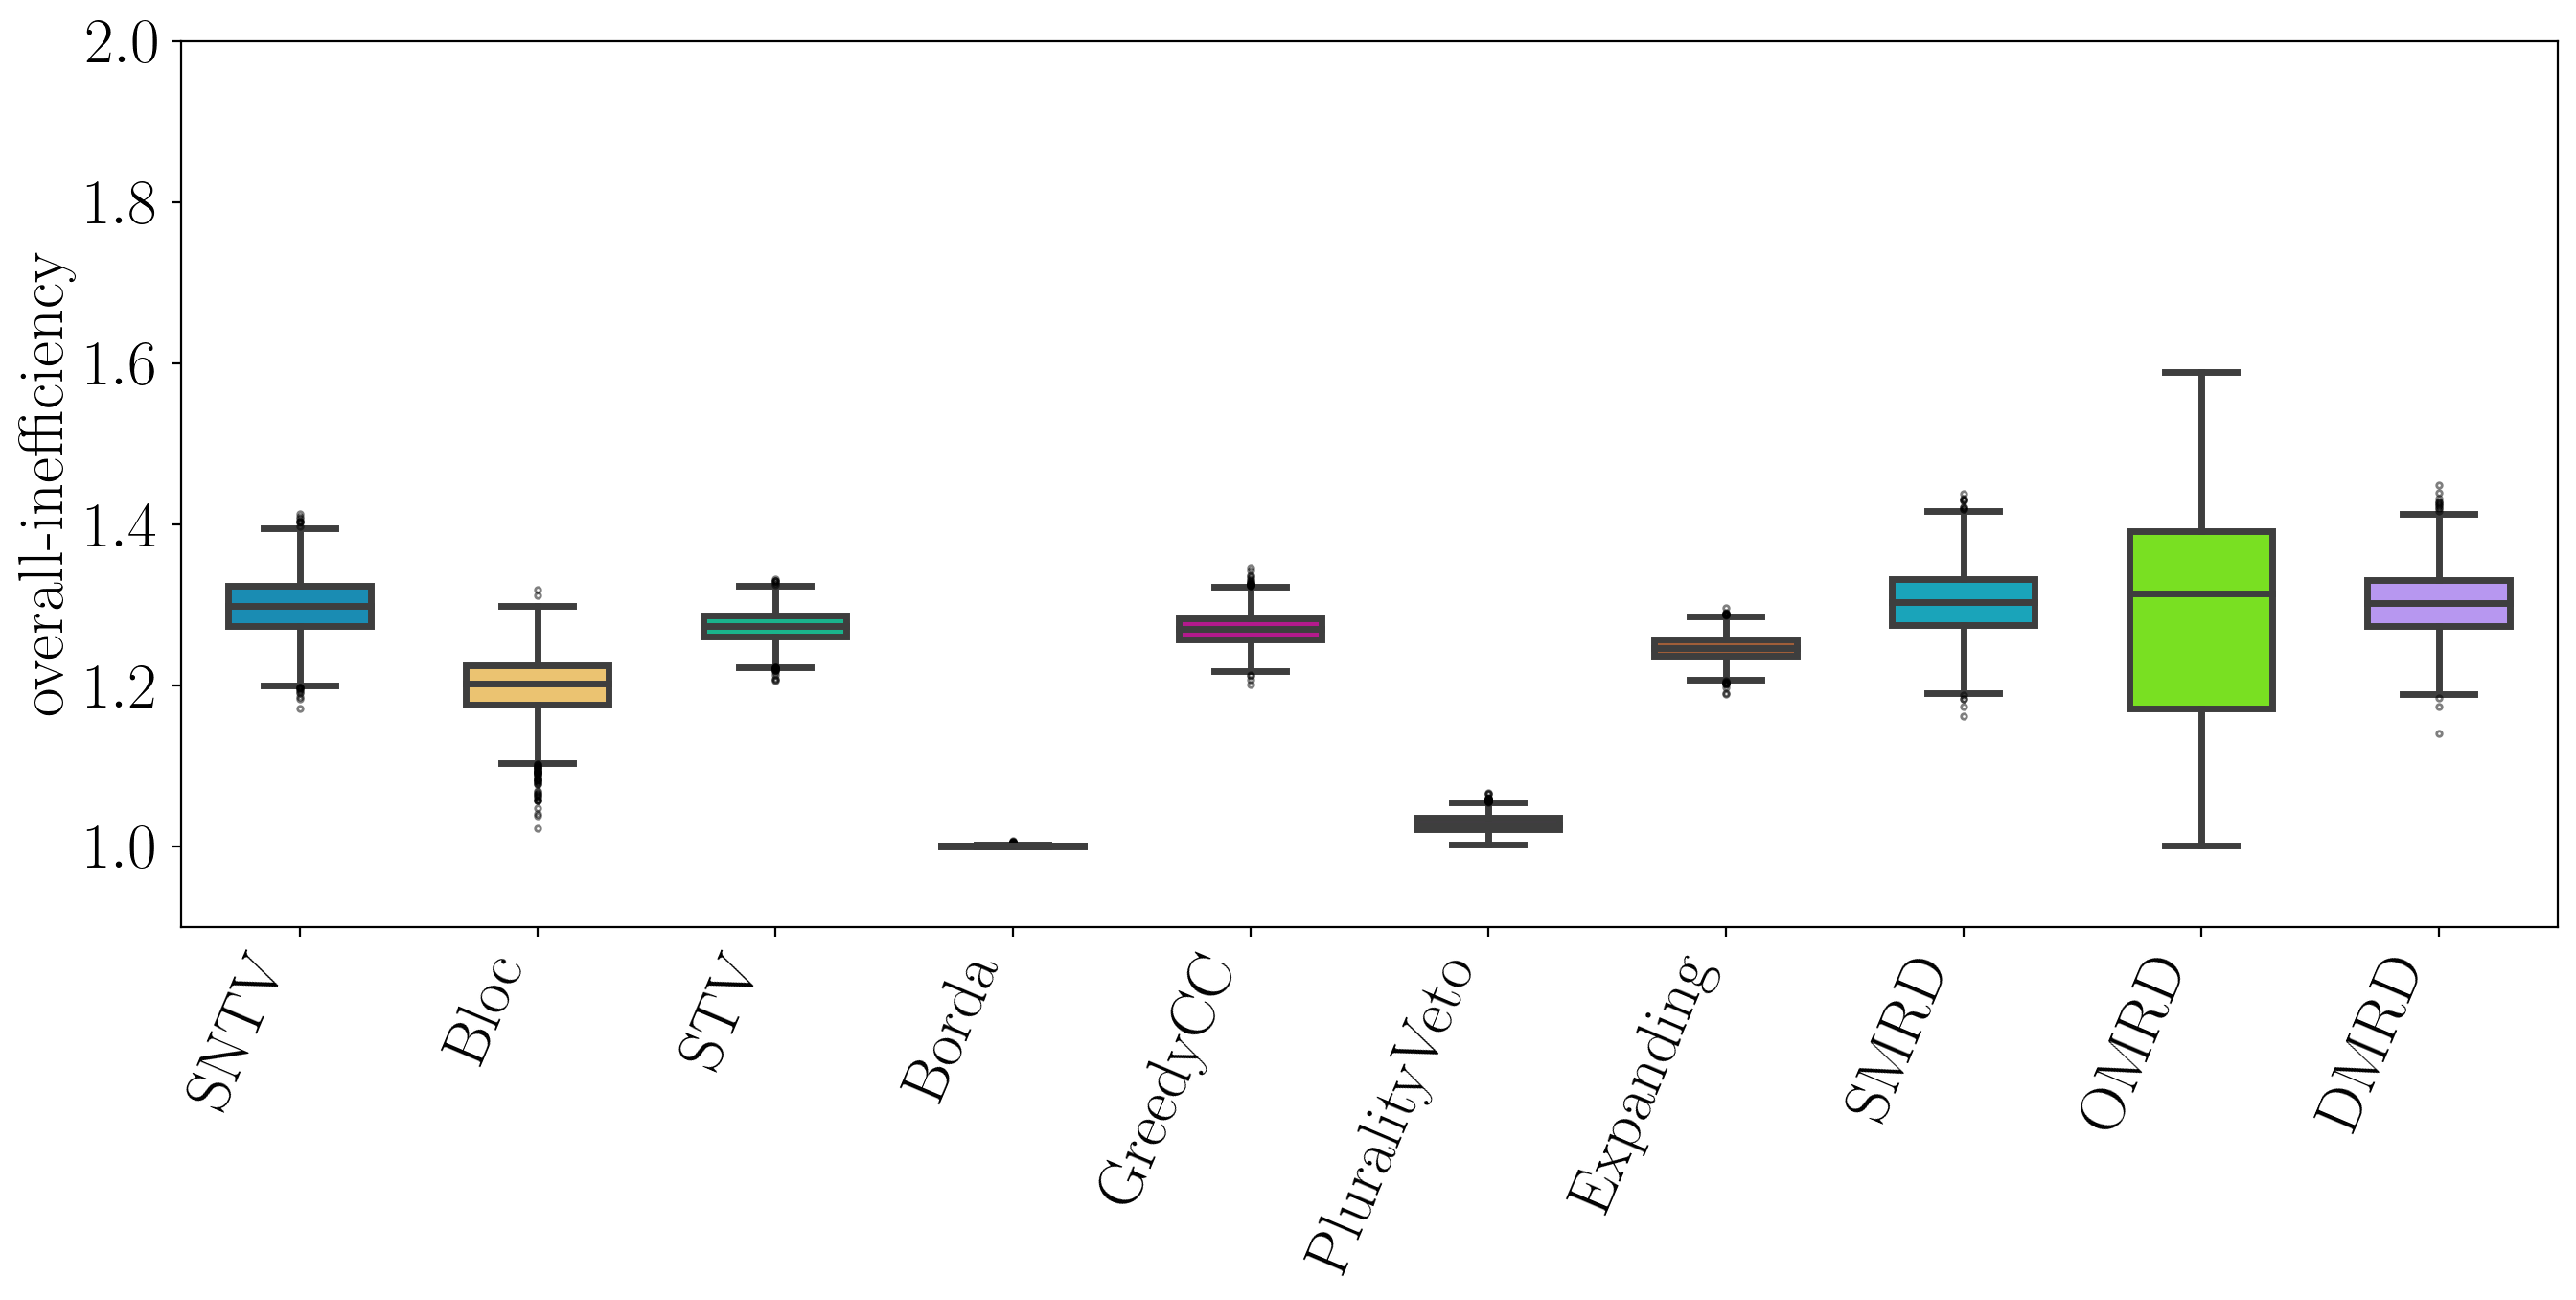 overall-inefficiency
2.0
1.8
1.6
1.4
1.2
1.0
SNTV
Bloc
STV
Borda
GreedyCC
PluralityVeto
Expanding
SMRD
OMRD
DMRD